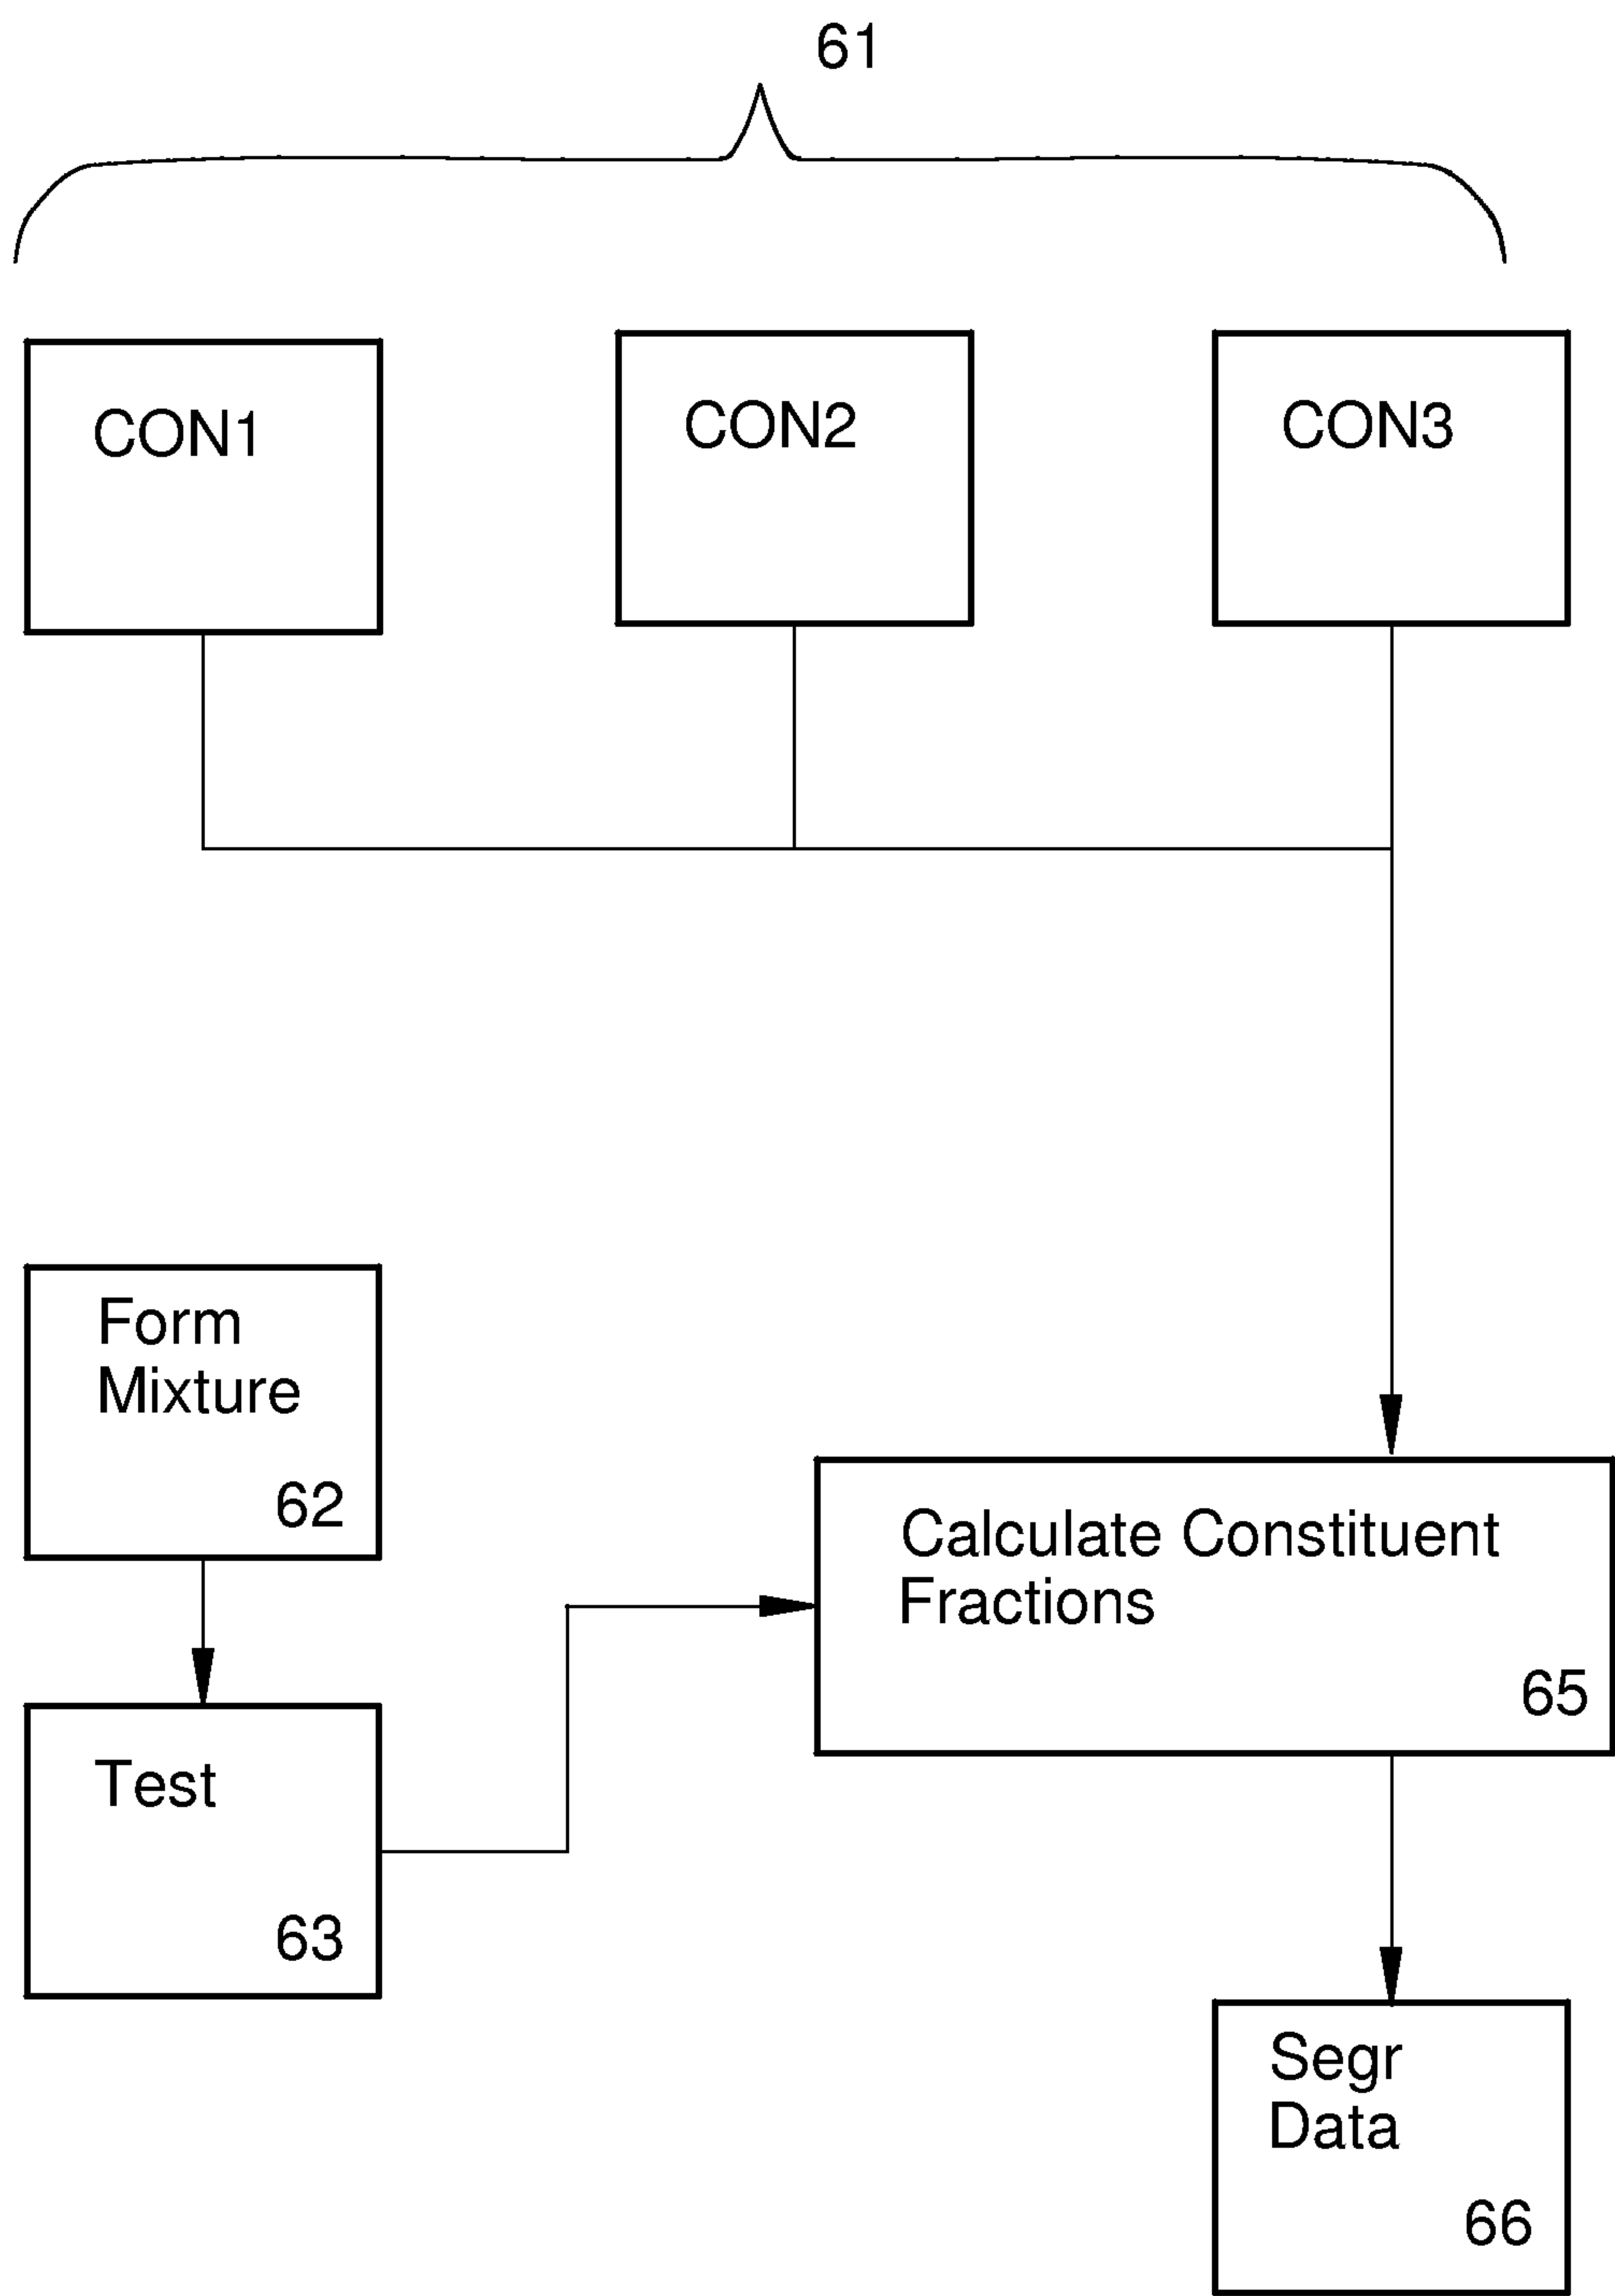 61
CON1
CON2
CON3
Form
Mixture
62
Calculate Constituent
Fractions
65
Test
63
Segr
Data
66